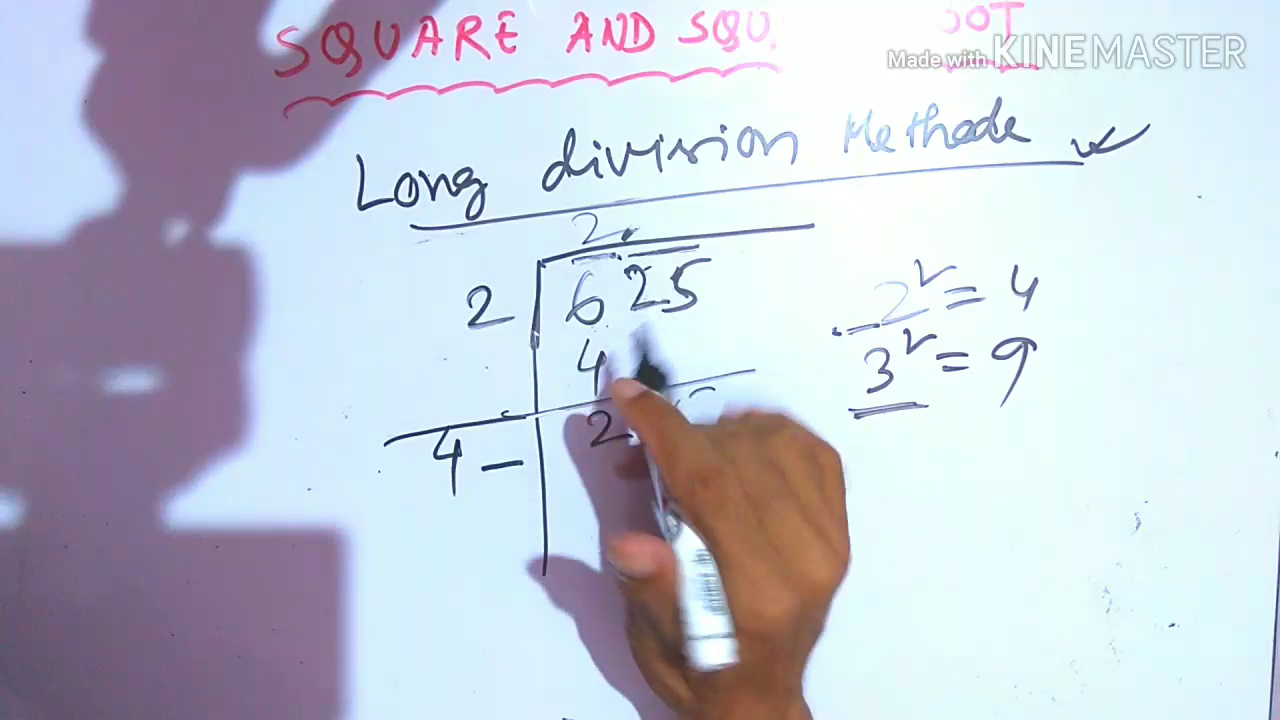 SQUARE AND SQU OOT
Made with KINEMASTER
Long division Methode
2.
2 6 25 2² = 4
4 3² = 9
4 – 2